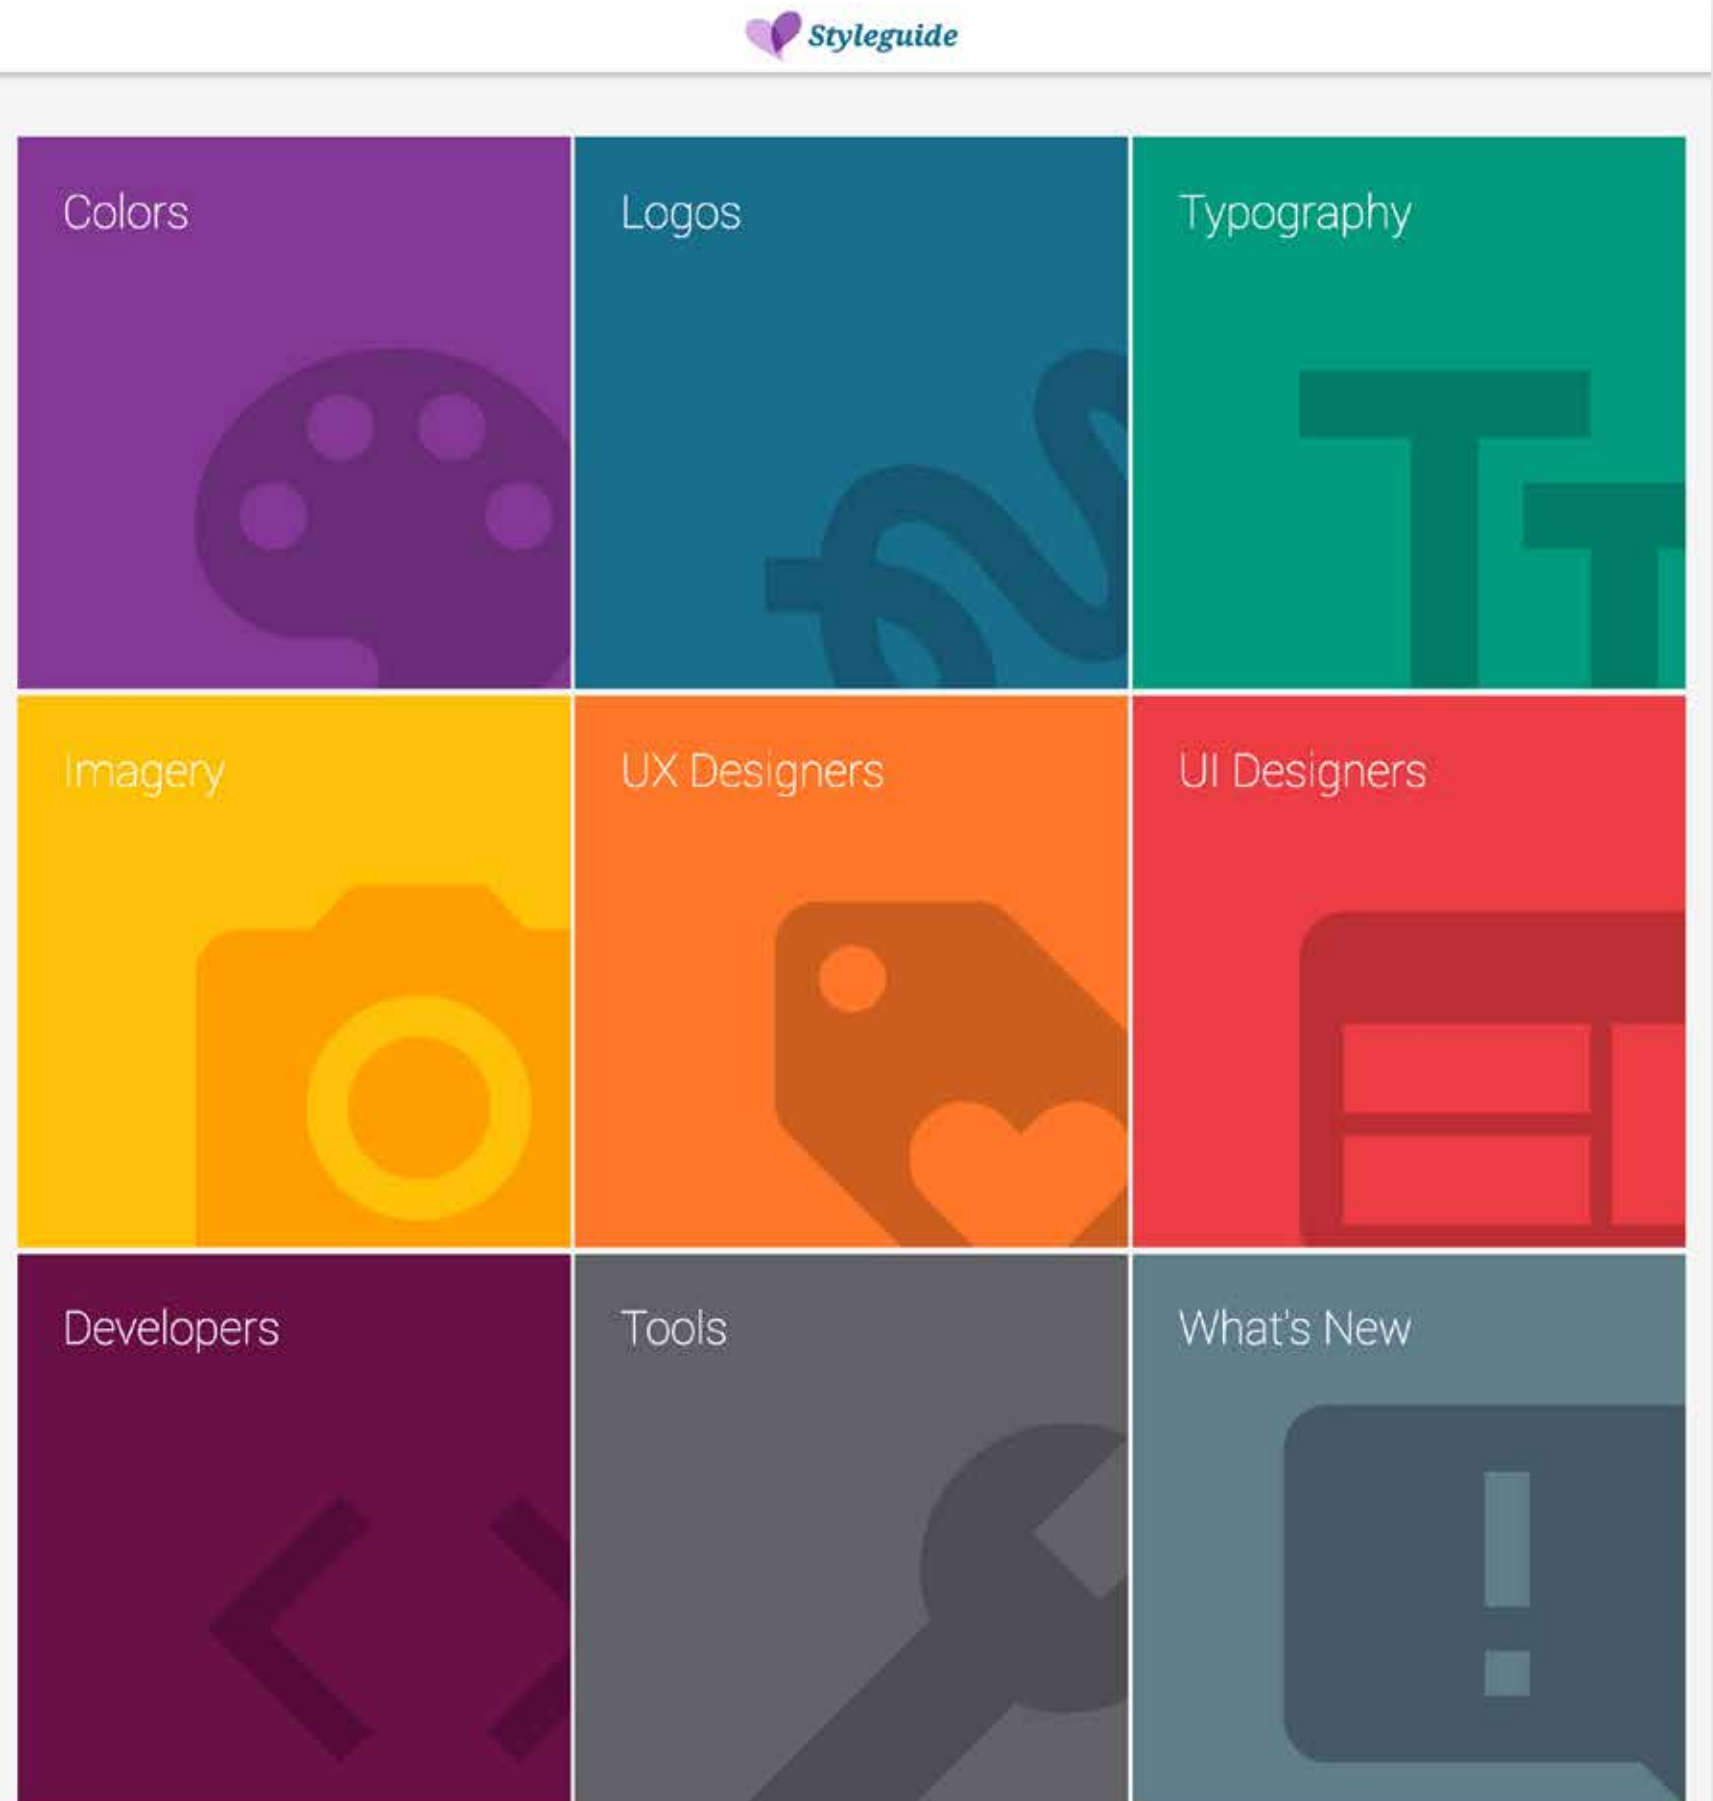 Styleguide
Colors
Logos
Typography
Imagery
UX Designers
UI Designers
Developers
Tools
What's New